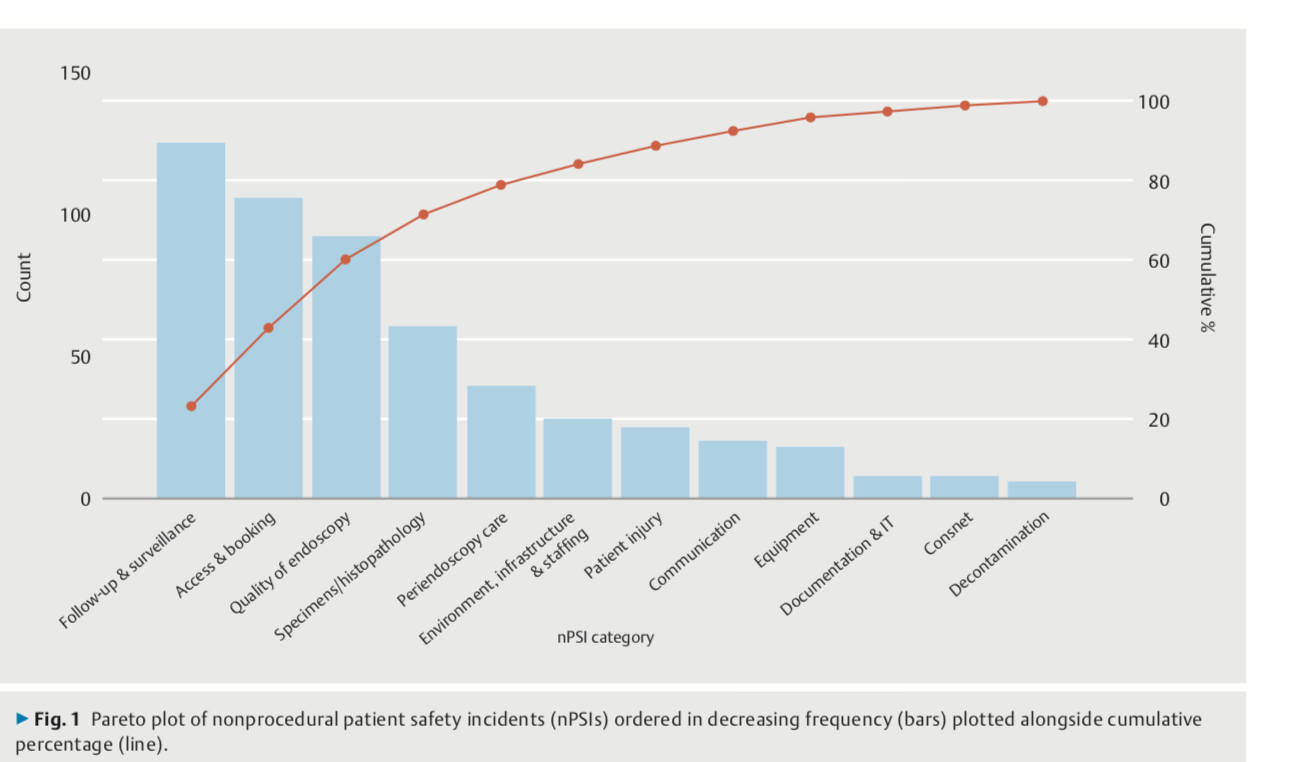 150
100
50
0
Count
100
80
60
40
20
0
Cumulative %
Follow-up & surveillance
Access & booking
Quality of endoscopy
Specimens/histopathology
Periendoscopy care
Environment, infrastructure
& staffing
Patient injury
Communication
Equipment
Documentation & IT
Consnet
Decontamination
nPSI category
▶ Fig. 1 Pareto plot of nonprocedural patient safety incidents (nPSIs) ordered in decreasing frequency (bars) plotted alongside cumulative
percentage (line).